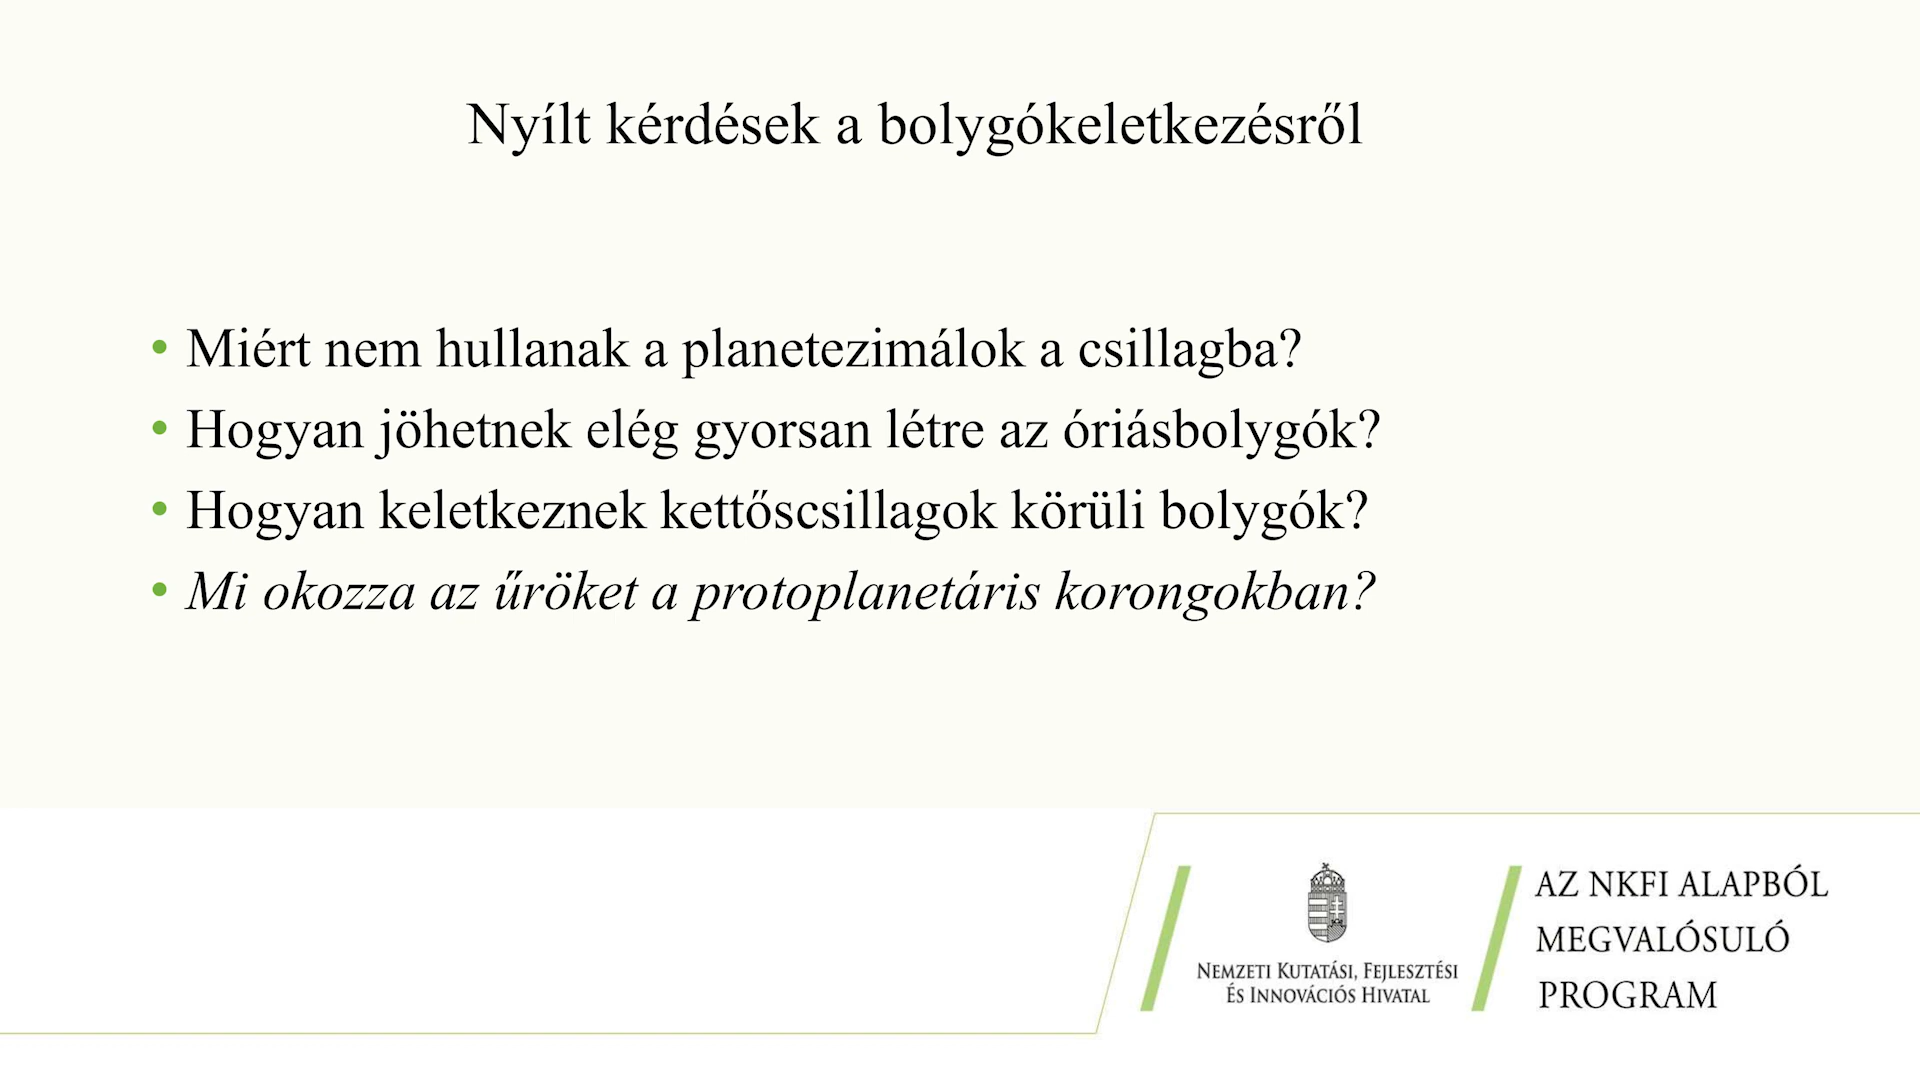 Nyílt kérdések a bolygókeletkezésről
• Miért nem hullanak a planetezimálok a csillagba?
• Hogyan jöhetnek elég gyorsan létre az óriásbolygók?
• Hogyan keletkeznek kettőscsillagok körüli bolygók?
• Mi okozza az űröket a protoplanetáris korongokban?
NEMZETI KUTATÁSI, FEJLESZTÉSI
ÉS INNOVÁCIÓS HIVATAL
AZ NKFI ALAPBÓL
MEGVALÓSULÓ
PROGRAM